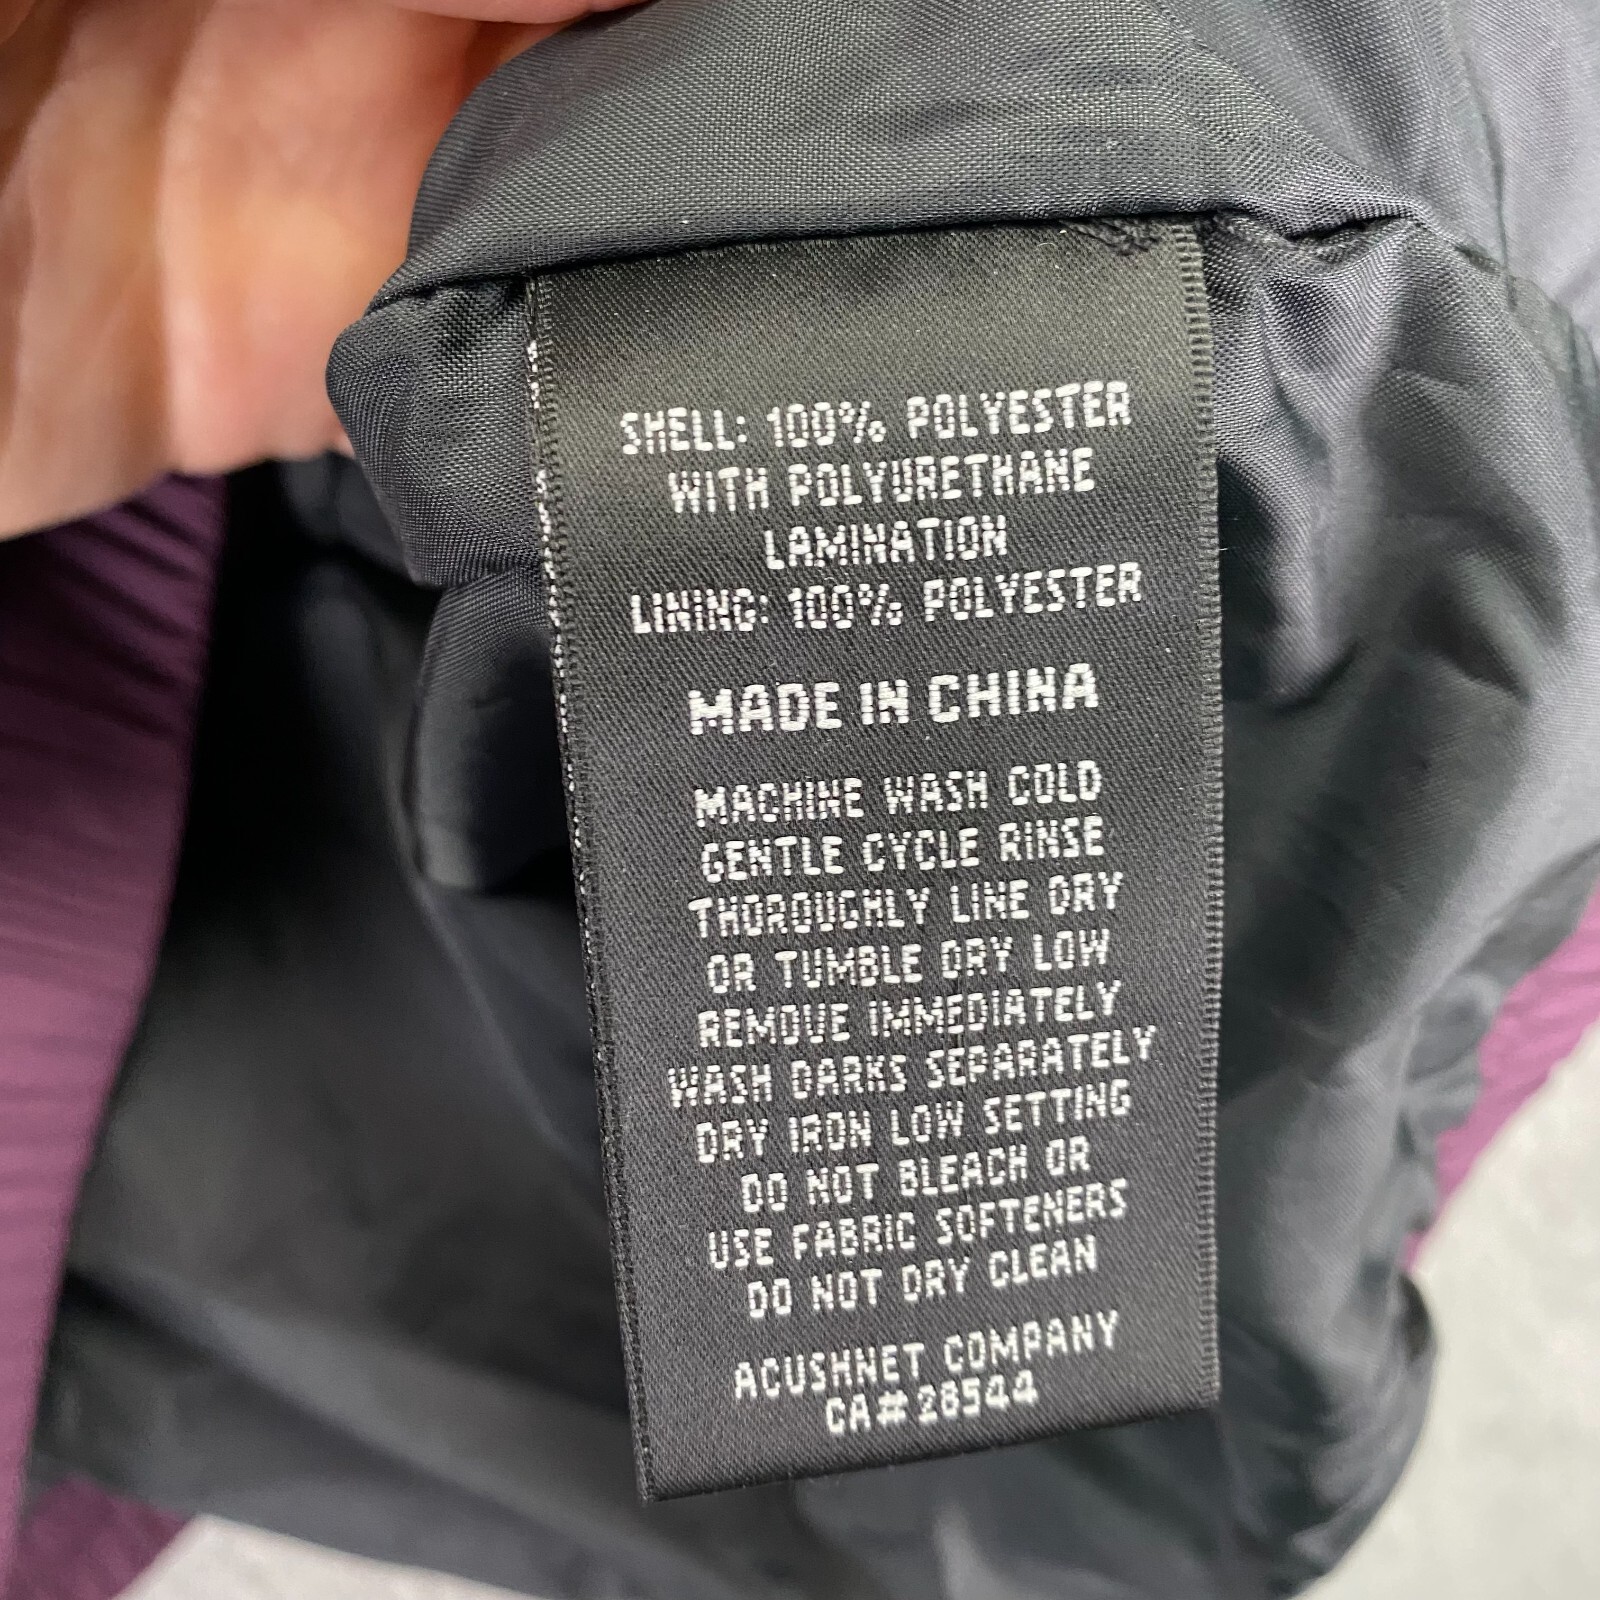 SHELL: 100% POLYESTER
WITH POLYURETHANE
LAMINATION
LINING: 100% POLYESTER
MADE IN CHINA
MACHINE WASH COLD
GENTLE CYCLE RINSE
THOROUGHLY LINE DRY
OR TUMBLE DRY LOW
REMOVE IMMEDIATELY
WASH DARKS SEPARATELY
DRY IRON LOW SETTING
DO NOT BLEACH OR
USE FABRIC SOFTENERS
DO NOT DRY CLEAN
ACUSHNET COMPANY
CA#28544